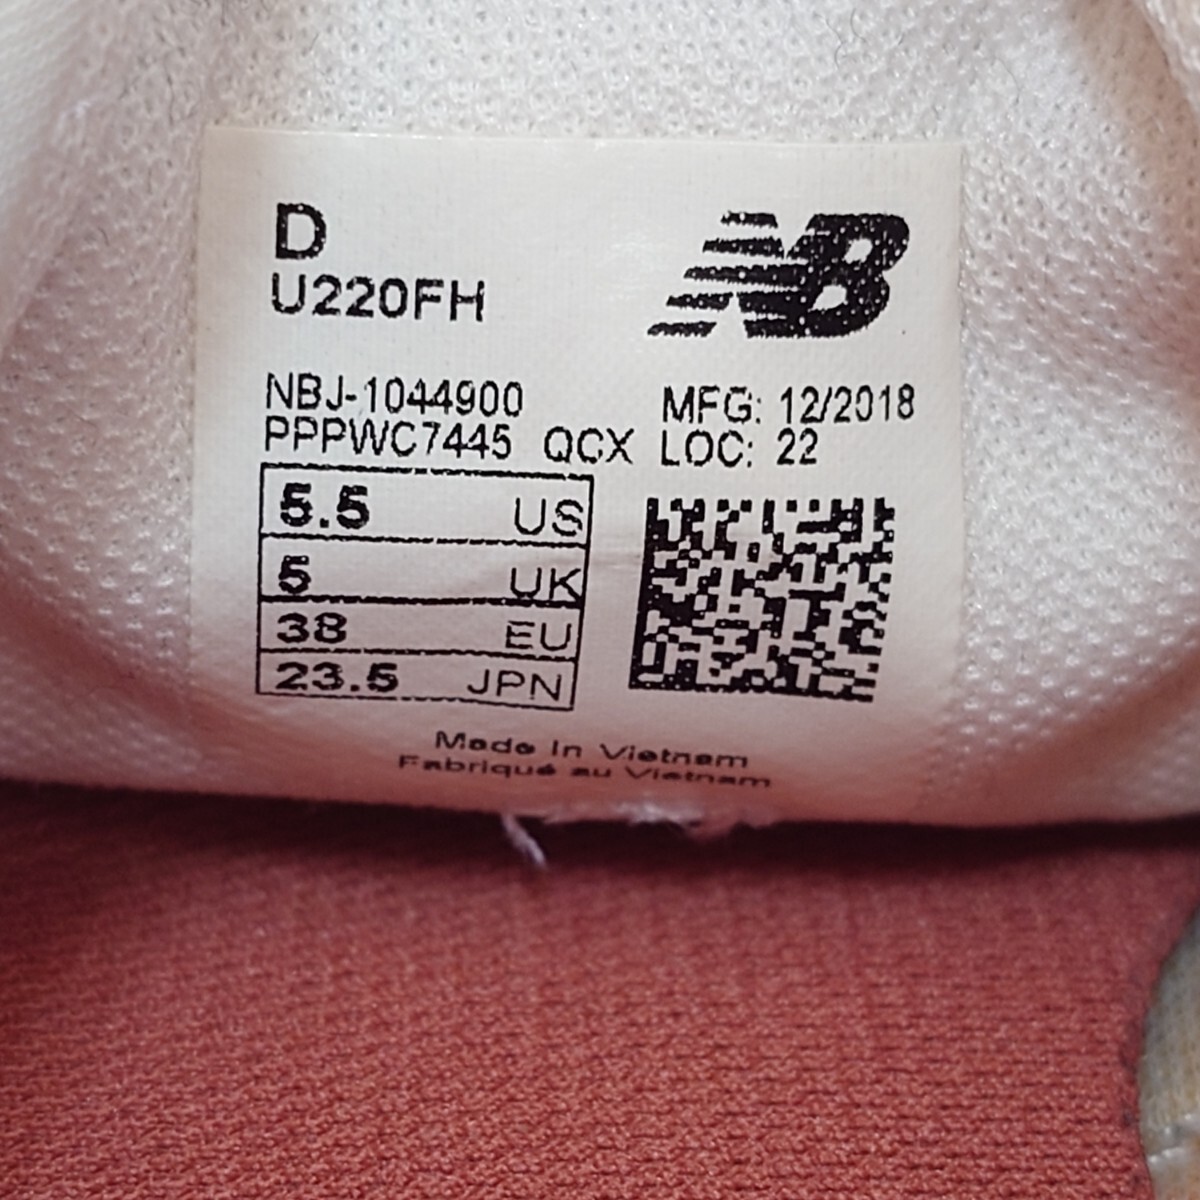 D
U220FH
NB
NBJ-1044900
MFG: 12/2018
PPPWC7445 QCX
LOC: 22
5.5 US
5 UK
38 EU
23.5 JPN
Made In Vietnam
Fabriqué au Vietnam